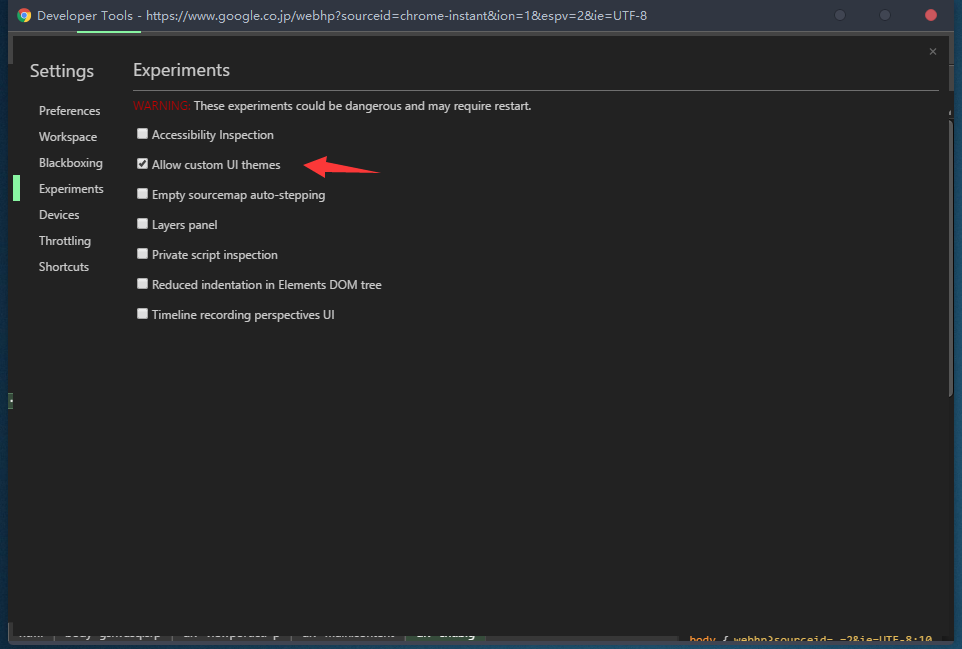 Developer Tools - https://www.google.co.jp/webhp?sourceid=chrome-instant&ion=1&espv=2&ie=UTF-8
Settings
Preferences
Workspace
Blackboxing
Experiments
Devices
Throttling
Shortcuts
Experiments
WARNING: These experiments could be dangerous and may require restart.
Accessibility Inspection
Allow custom UI themes
Empty sourcemap auto-stepping
Layers panel
Private script inspection
Reduced indentation in Elements DOM tree
Timeline recording perspectives UI
body { webhp?sourceid=…=2&ie=UTF-8:10